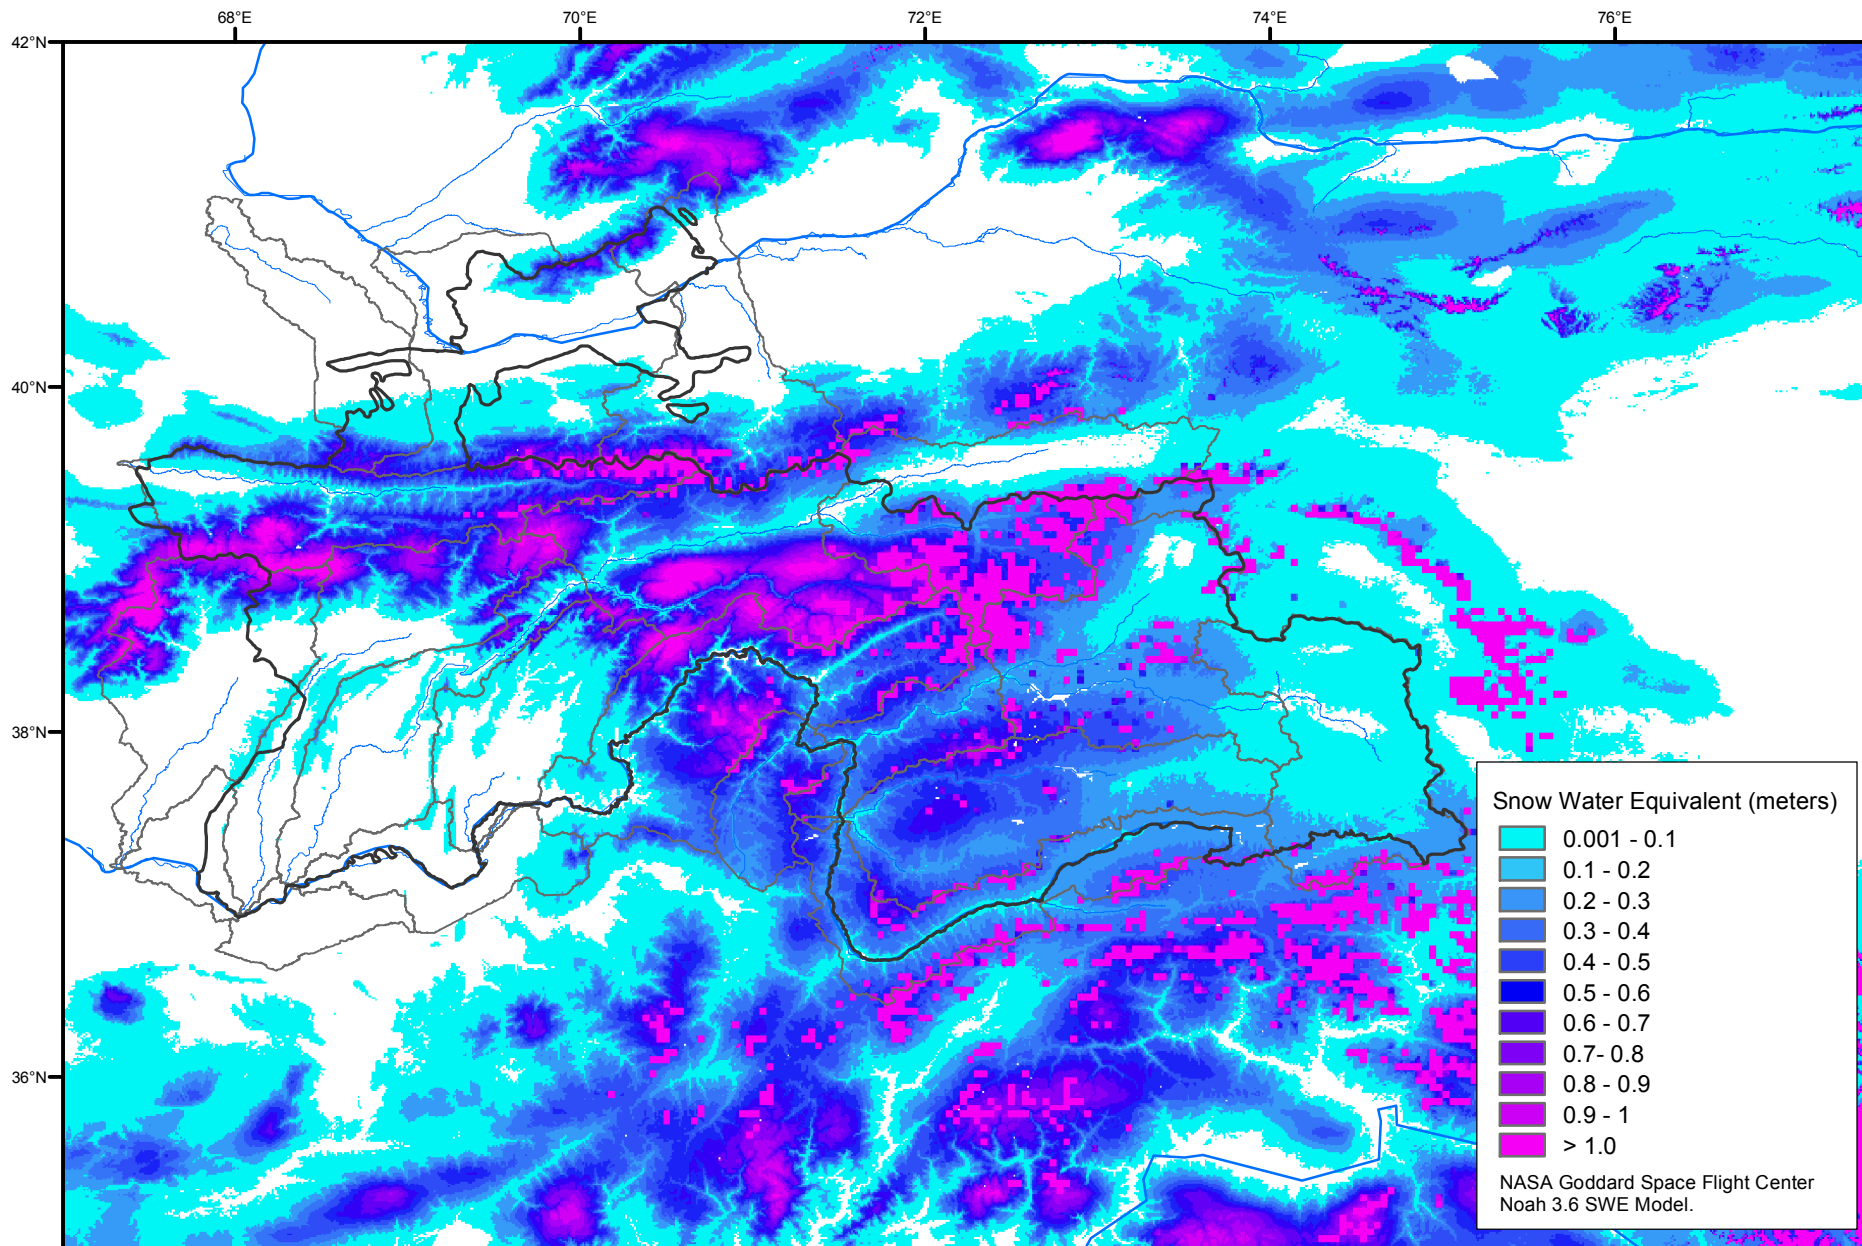 68°E 70°E 72°E 74°E 76°E
42°N
40°N
38°N
36°N
Snow Water Equivalent (meters)
0.001 - 0.1
0.1 - 0.2
0.2 - 0.3
0.3 - 0.4
0.4 - 0.5
0.5 - 0.6
0.6 - 0.7
0.7- 0.8
0.8 - 0.9
0.9 - 1
> 1.0
NASA Goddard Space Flight Center
Noah 3.6 SWE Model.